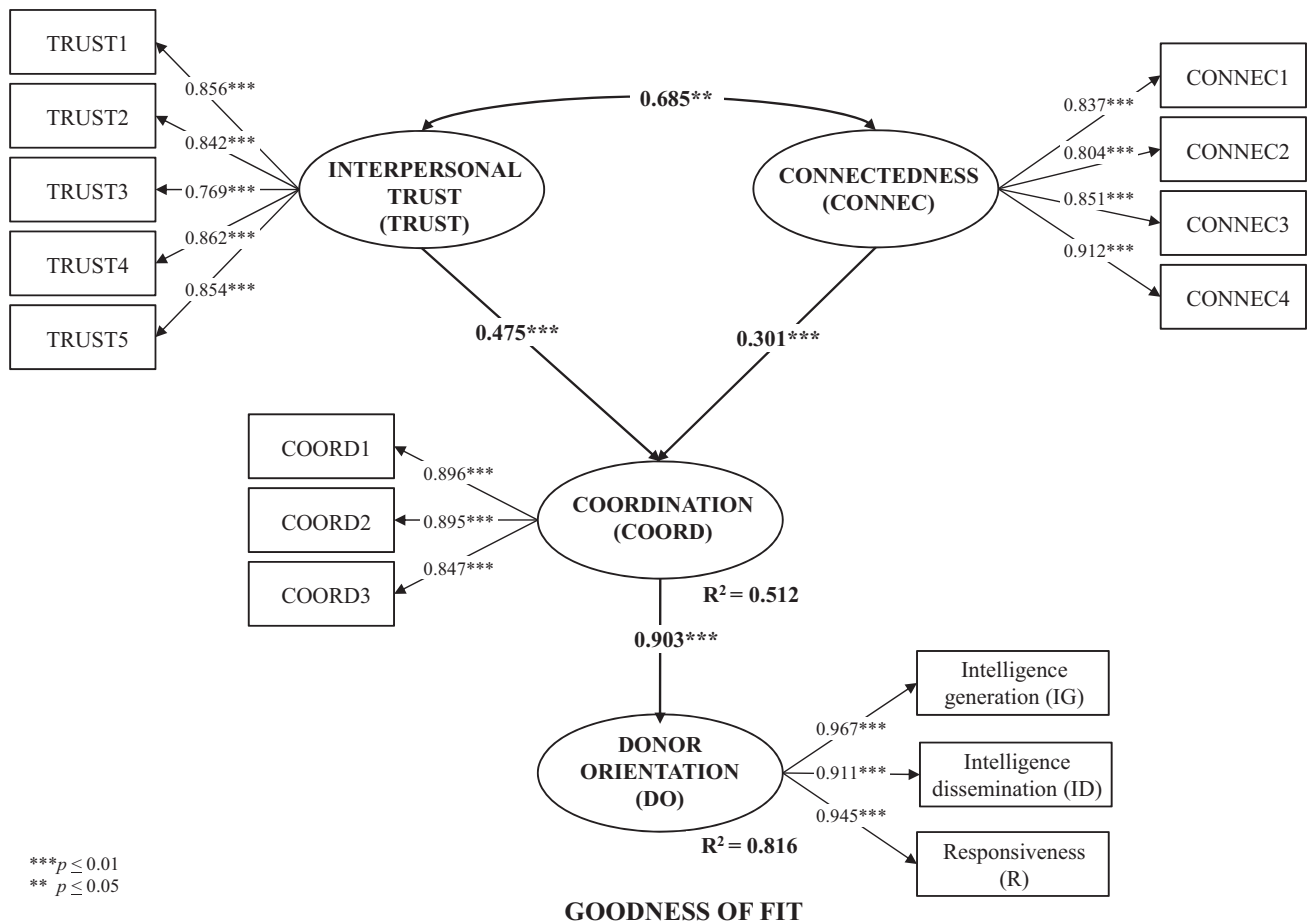 TRUST1
TRUST2
TRUST3
TRUST4
TRUST5
0.856***
0.842***
0.769***
0.862***
0.854***
INTERPERSONAL
TRUST
(TRUST)
0.685**
CONNECTEDNESS
(CONNEC)
0.837***
0.804***
0.851***
0.912***
CONNEC1
CONNEC2
CONNEC3
CONNEC4
0.475***
0.301***
COORD1
COORD2
COORD3
0.896***
0.895***
0.847***
COORDINATION
(COORD)
R² = 0.512
0.903***
DONOR
ORIENTATION
(DO)
R² = 0.816
0.967***
0.911***
0.945***
Intelligence
generation (IG)
Intelligence
dissemination (ID)
Responsiveness
(R)
***p ≤ 0.01
** p ≤ 0.05
GOODNESS OF FIT